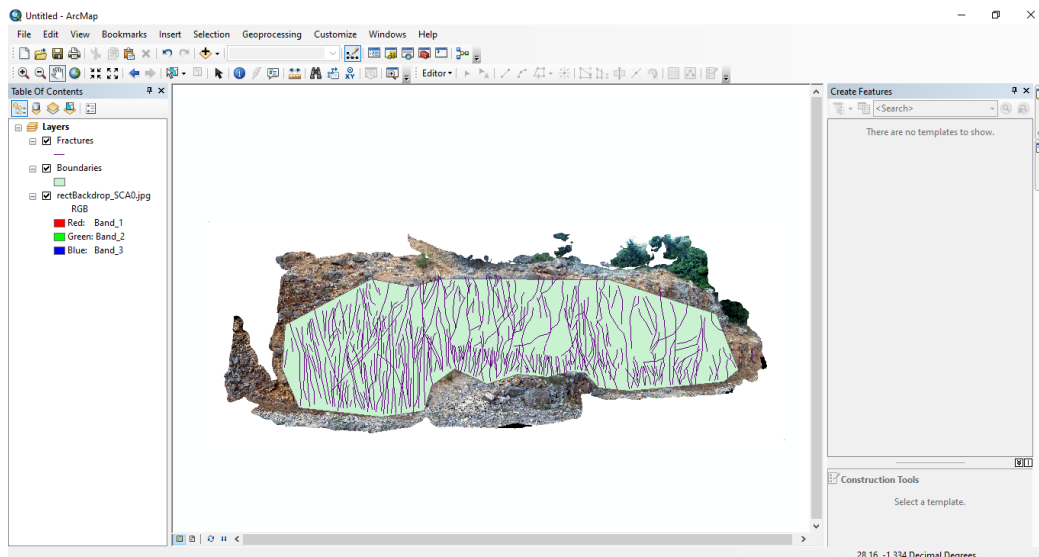 Untitled - ArcMap
File Edit View Bookmarks Insert Selection Geoprocessing Customize Windows Help
Editor
Table Of Contents
Layers
Fractures
Boundaries
rectBackdrop_SCA0.jpg
RGB
Red: Band_1
Green: Band_2
Blue: Band_3
Create Features
<Search>
There are no templates to show.
Construction Tools
Select a template.
28.16 -1.334 Decimal Degrees